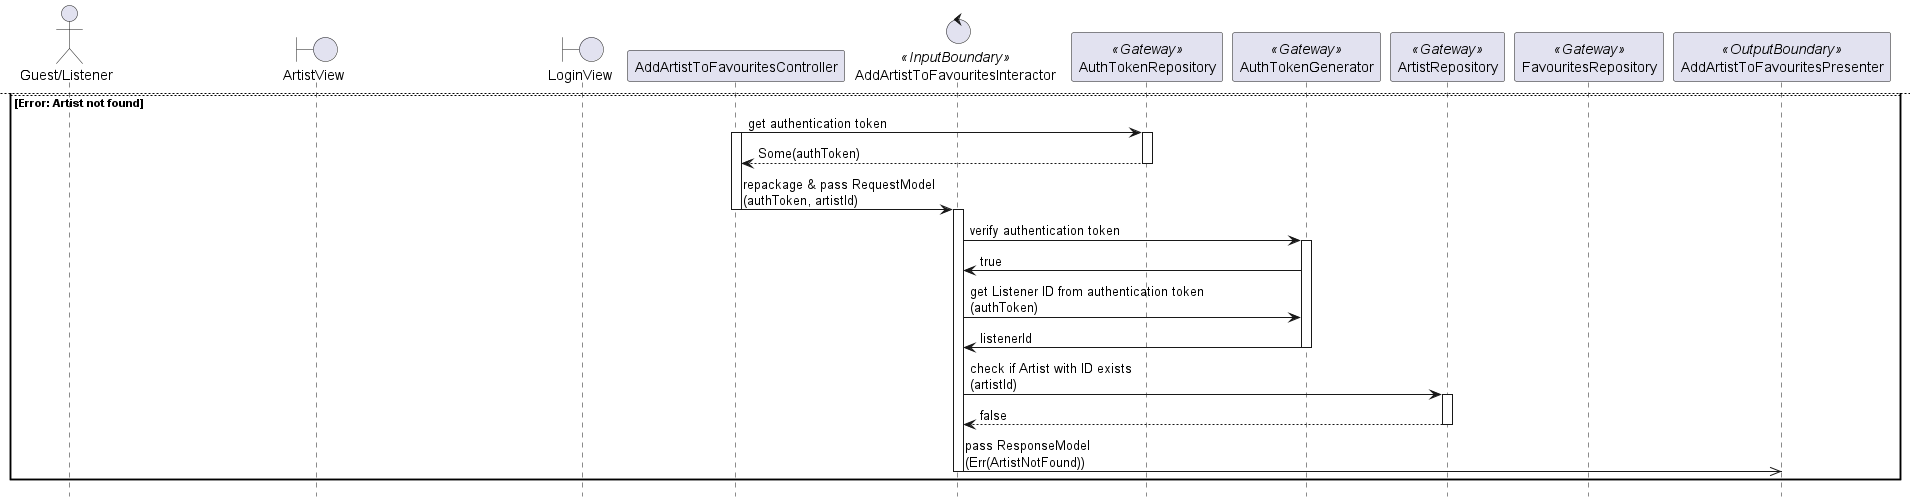 Guest/Listener
ArtistView
LoginView
AddArtistToFavouritesController
«InputBoundary»
AddArtistToFavouritesInteractor
«Gateway»
AuthTokenRepository
«Gateway»
AuthTokenGenerator
«Gateway»
ArtistRepository
«Gateway»
FavouritesRepository
«OutputBoundary»
AddArtistToFavouritesPresenter
[Error: Artist not found]
get authentication token
Some(authToken)
repackage & pass RequestModel
(authToken, artistId)
verify authentication token
true
get Listener ID from authentication token
(authToken)
listenerId
check if Artist with ID exists
(artistId)
false
pass ResponseModel
(Err(ArtistNotFound))